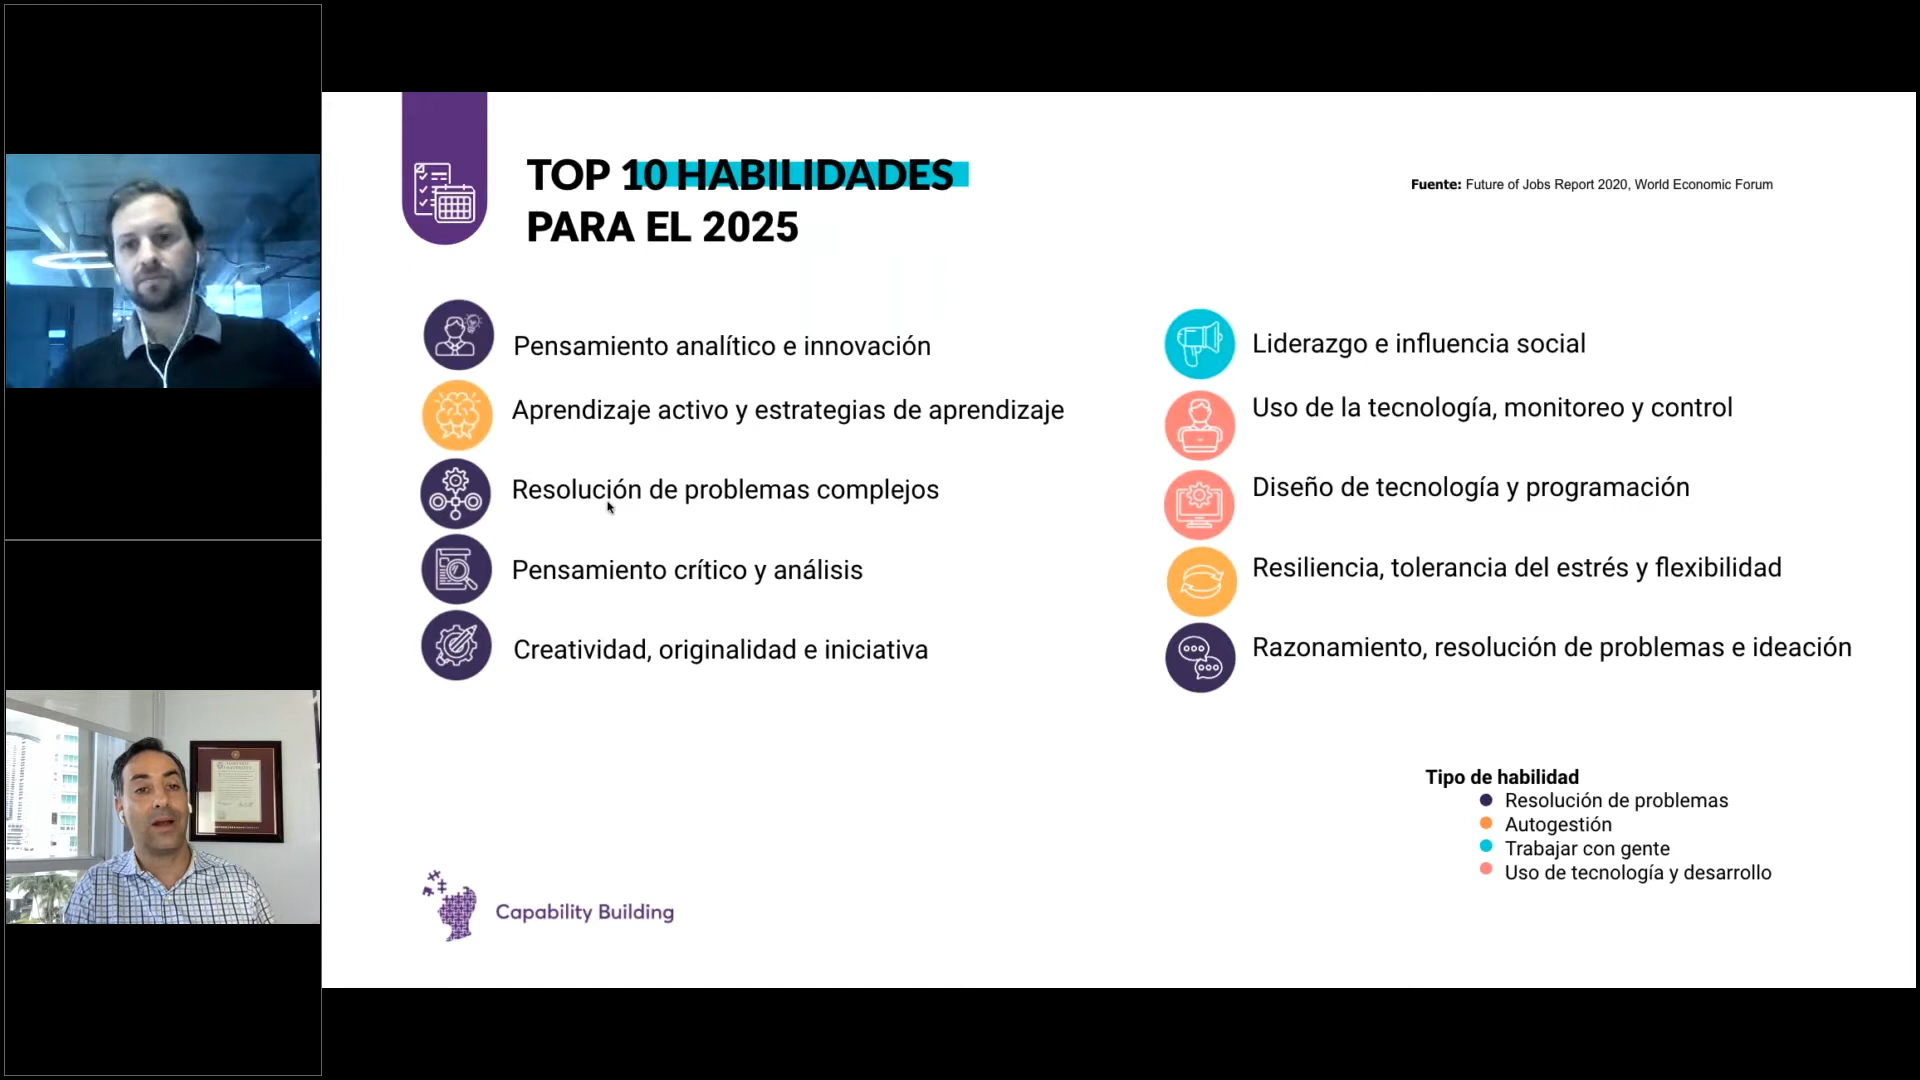 TOP 10 HABILIDADES
PARA EL 2025
Fuente: Future of Jobs Report 2020, World Economic Forum
Pensamiento analítico e innovación
Aprendizaje activo y estrategias de aprendizaje
Resolución de problemas complejos
Pensamiento crítico y análisis
Creatividad, originalidad e iniciativa
Liderazgo e influencia social
Uso de la tecnología, monitoreo y control
Diseño de tecnología y programación
Resiliencia, tolerancia del estrés y flexibilidad
Razonamiento, resolución de problemas e ideación
Tipo de habilidad
Resolución de problemas
Autogestión
Trabajar con gente
Uso de tecnología y desarrollo
Capability Building